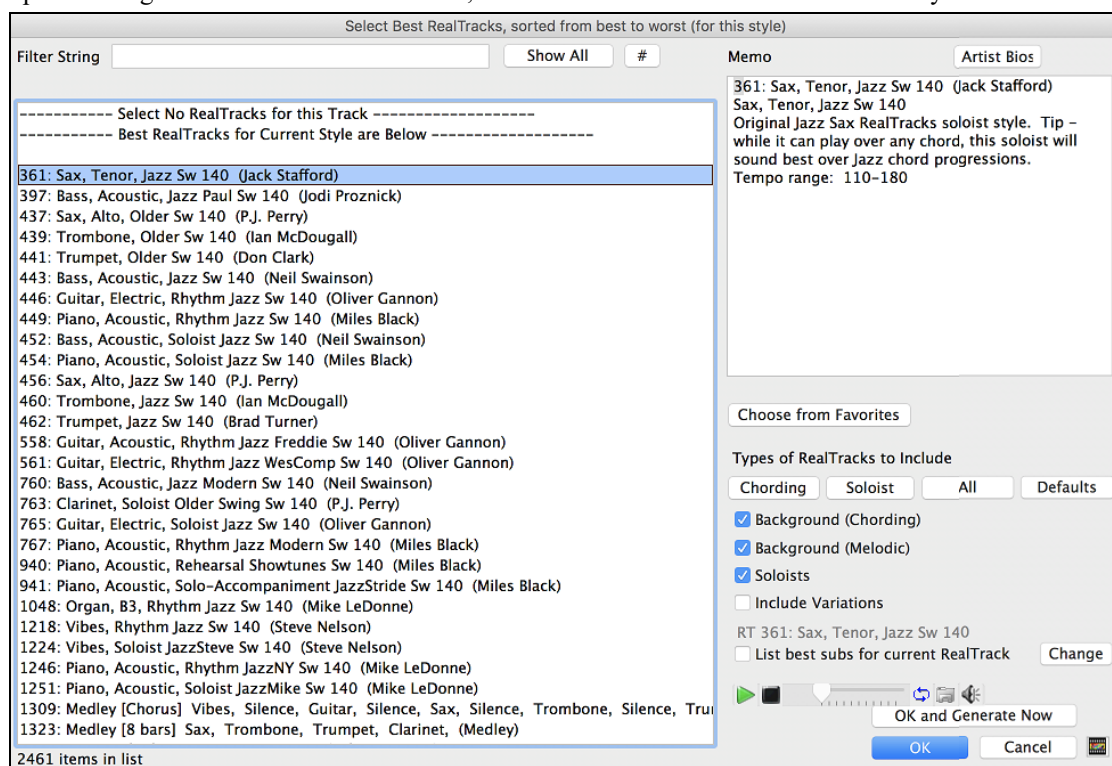 Select Best RealTracks, sorted from best to worst (for this style)
Filter String
Show All
#
----------- Select No RealTracks for this Track -------------------
----------- Best RealTracks for Current Style are Below -------------------
361: Sax, Tenor, Jazz Sw 140 (Jack Stafford)
397: Bass, Acoustic, Jazz Paul Sw 140 (Jodi Proznick)
437: Sax, Alto, Older Sw 140 (P.J. Perry)
439: Trombone, Older Sw 140 (Ian McDougall)
441: Trumpet, Older Sw 140 (Don Clark)
443: Bass, Acoustic, Jazz Sw 140 (Neil Swainson)
446: Guitar, Electric, Rhythm Jazz Sw 140 (Oliver Gannon)
449: Piano, Acoustic, Rhythm Jazz Sw 140 (Miles Black)
452: Bass, Acoustic, Soloist Jazz Sw 140 (Neil Swainson)
454: Piano, Acoustic, Soloist Jazz Sw 140 (Miles Black)
456: Sax, Alto, Jazz Sw 140 (P.J. Perry)
460: Trombone, Jazz Sw 140 (Ian McDougall)
462: Trumpet, Jazz Sw 140 (Brad Turner)
558: Guitar, Acoustic, Rhythm Jazz Freddie Sw 140 (Oliver Gannon)
561: Guitar, Electric, Rhythm Jazz WesComp Sw 140 (Oliver Gannon)
760: Bass, Acoustic, Jazz Modern Sw 140 (Neil Swainson)
763: Clarinet, Soloist Older Swing Sw 140 (P.J. Perry)
765: Guitar, Electric, Soloist Jazz Sw 140 (Oliver Gannon)
767: Piano, Acoustic, Rhythm Jazz Modern Sw 140 (Miles Black)
940: Piano, Acoustic, Rehearsal Showtunes Sw 140 (Miles Black)
941: Piano, Acoustic, Solo-Accompaniment JazzStride Sw 140 (Miles Black)
1048: Organ, B3, Rhythm Jazz Sw 140 (Mike LeDonne)
1218: Vibes, Rhythm Jazz Sw 140 (Steve Nelson)
1224: Vibes, Soloist JazzSteve Sw 140 (Steve Nelson)
1246: Piano, Acoustic, Rhythm JazzNY Sw 140 (Mike LeDonne)
1251: Piano, Acoustic, Soloist JazzMike Sw 140 (Mike LeDonne)
1309: Medley [Chorus] Vibes, Silence, Guitar, Silence, Sax, Silence, Trombone, Silence, Tru
1323: Medley [8 bars] Sax, Trombone, Trumpet, Clarinet, (Medley)
2461 items in list
Memo
Artist Bios
361: Sax, Tenor, Jazz Sw 140 (Jack Stafford)
Sax, Tenor, Jazz Sw 140
Original Jazz Sax RealTracks soloist style. Tip –
while it can play over any chord, this soloist will
sound best over Jazz chord progressions.
Tempo range: 110-180
Choose from Favorites
Types of RealTracks to Include
Chording
Soloist
All
Defaults
Background (Chording)
Background (Melodic)
Soloists
Include Variations
RT 361: Sax, Tenor, Jazz Sw 140
List best subs for current RealTrack
Change
OK and Generate Now
OK
Cancel